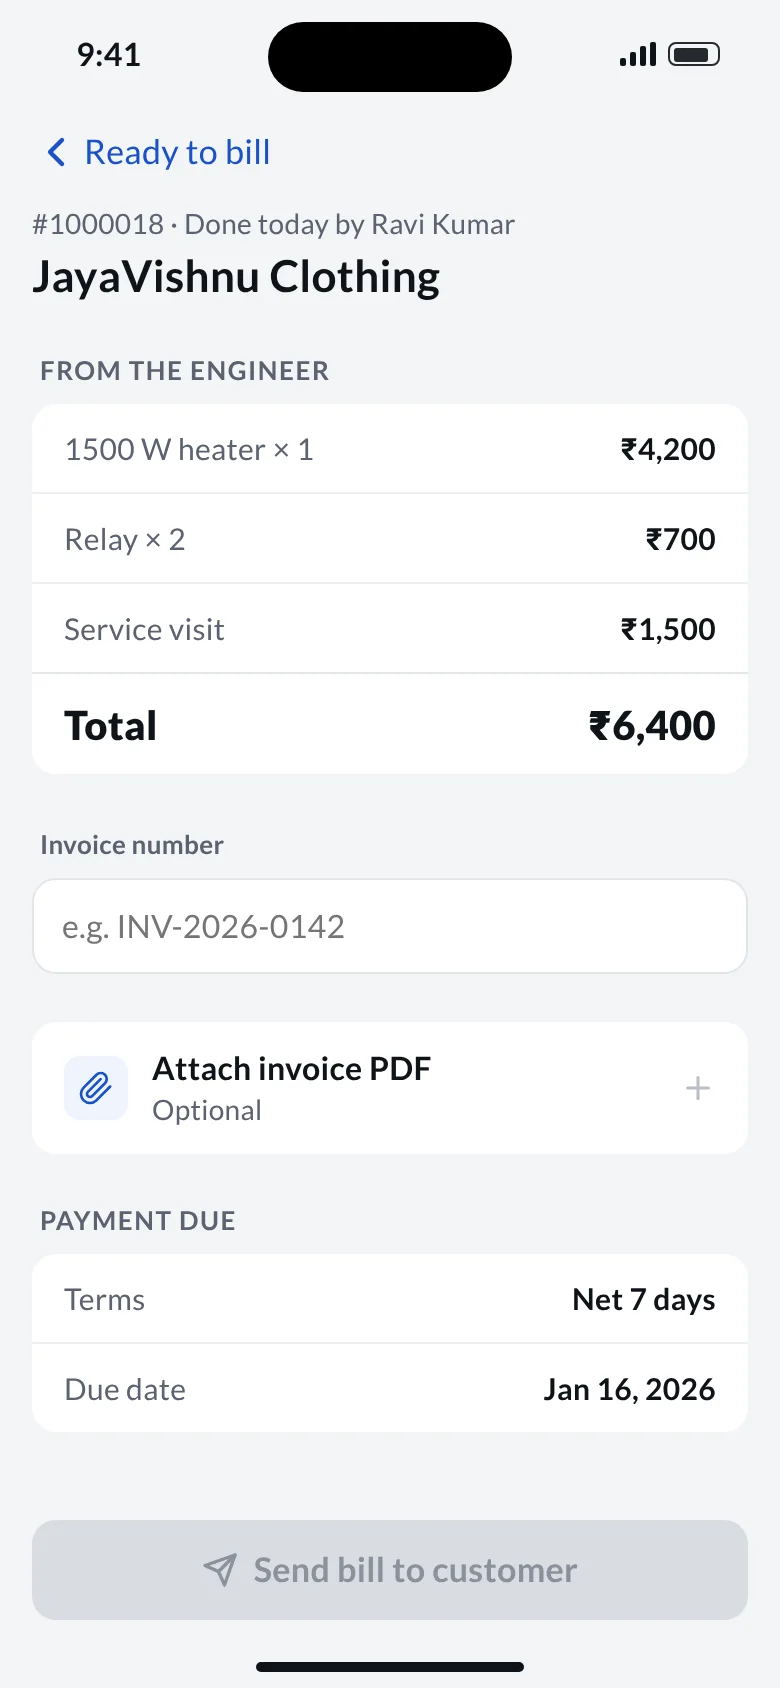 9:41
Ready to bill
#1000018 · Done today by Ravi Kumar
JayaVishnu Clothing
FROM THE ENGINEER
1500 W heater × 1 ₹4,200
Relay × 2 ₹700
Service visit ₹1,500
Total ₹6,400
Invoice number
e.g. INV-2026-0142
Attach invoice PDF
Optional
PAYMENT DUE
Terms Net 7 days
Due date Jan 16, 2026
Send bill to customer